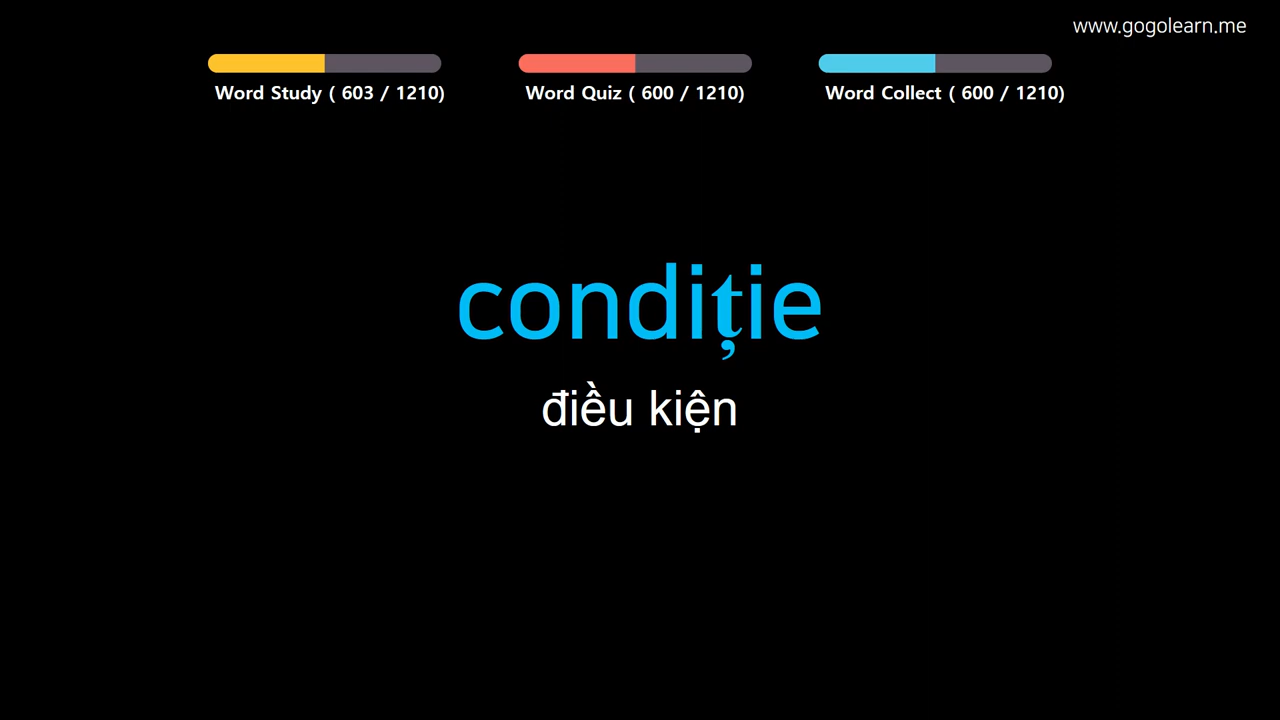 www.gogolearn.me
Word Study ( 603 / 1210)
Word Quiz ( 600 / 1210)
Word Collect ( 600 / 1210)
condiție
điều kiện